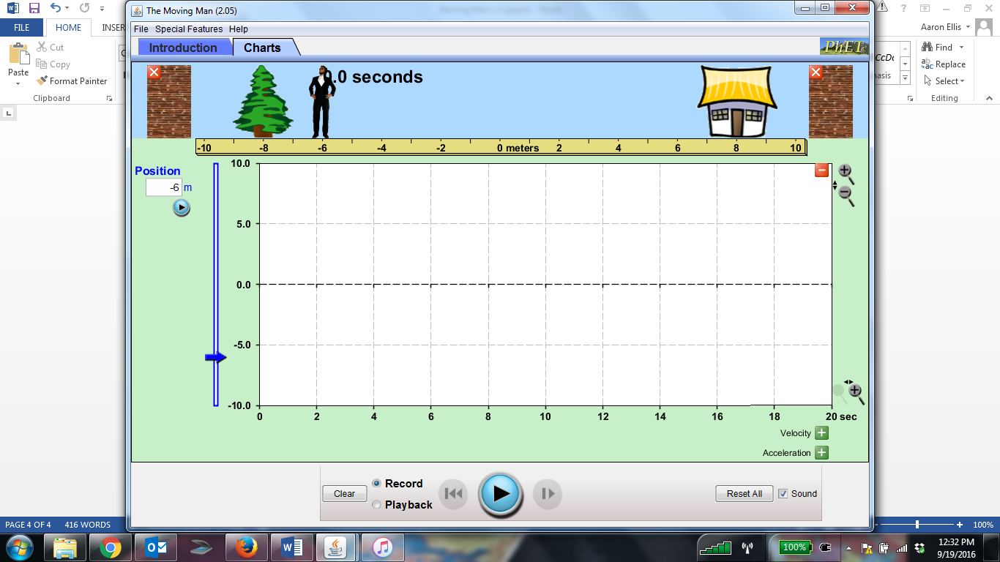 The Moving Man (2.05)
FILE
HOME
INSER
Aaron Ellis
Cut
Copy
Paste
Format Painter
Clipboard
Find
Replace
Select
Editing
File Special Features Help
Introduction
Charts
PhET
.0 seconds
-10 -8 -6 -4 -2 0 meters 2 4 6 8 10
Position
-6 m
10.0
5.0
0.0
-5.0
-10.0
0 2 4 6 8 10 12 14 16 18 20 sec
Velocity
Acceleration
Clear
Record
Playback
Reset All
Sound
PAGE 4 OF 4 416 WORDS
100%
100%
12:32 PM
9/19/2016